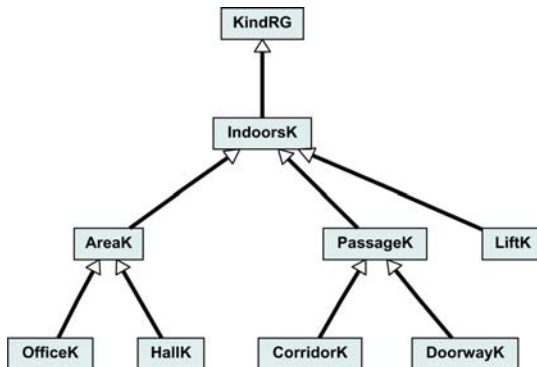 KindRG
IndoorsK
AreaK
PassageK
LiftK
OfficeK
HallK
CorridorK
DoorwayK